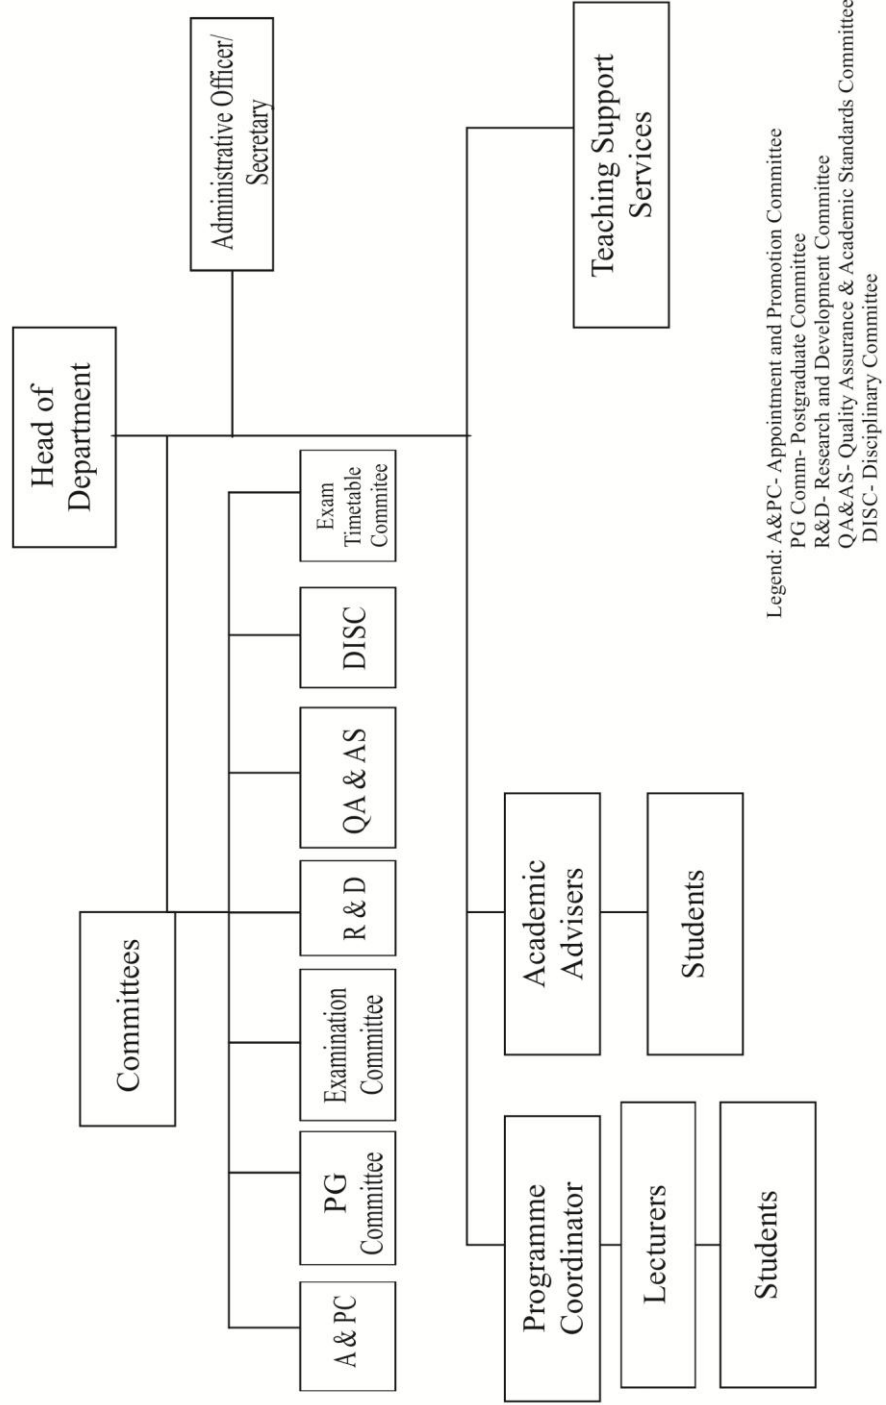 Head of
Department
Administrative Officer/
Secretary
Committees
A & PC
PG
Committee
Examination
Committee
R & D
QA & AS
DISC
Exam
Timetable
Commitee
Programme
Coordinator
Lecturers
Students
Academic
Advisers
Students
Teaching Support
Services
Legend: A&PC- Appointment and Promotion Committee
PG Comm- Postgraduate Committee
R&D- Research and Development Committee
QA&AS- Quality Assurance & Academic Standards Committee
DISC- Disciplinary Committee